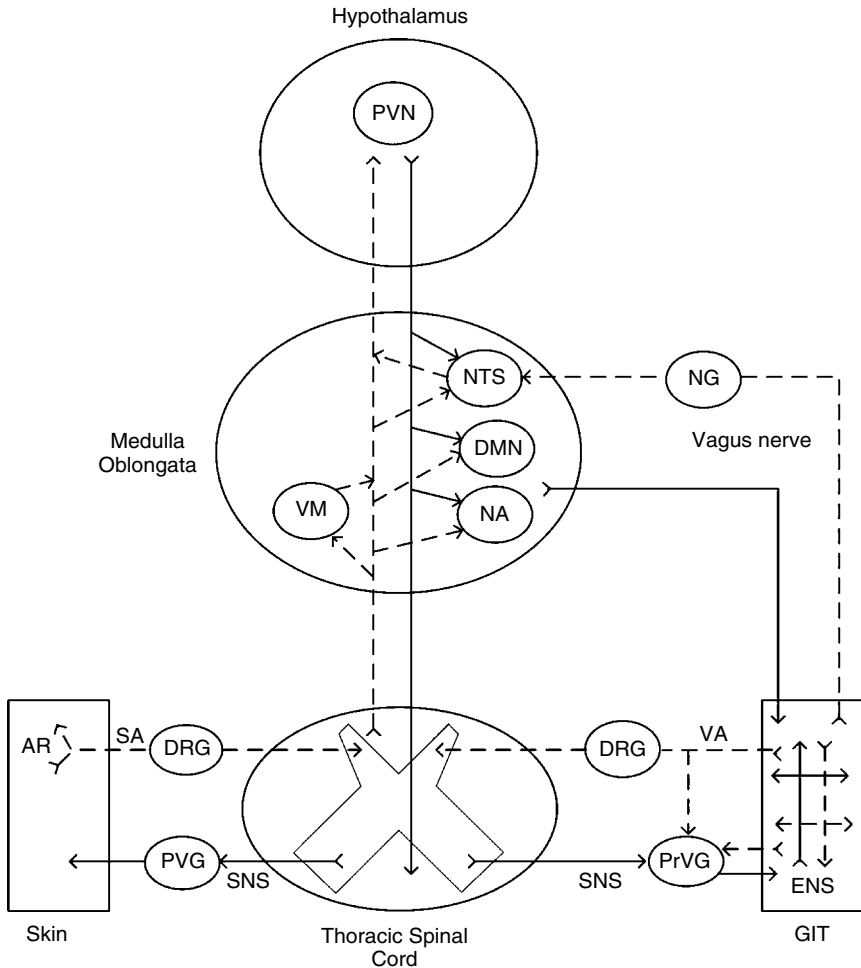 Hypothalamus
PVN
NTS
NG
Medulla
Oblongata
DMN
Vagus nerve
VM
NA
AR
SA
DRG
DRG
VA
PVG
SNS
SNS
PrVG
ENS
Skin
Thoracic Spinal
Cord
GIT